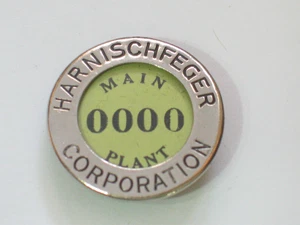 HARNISCHFEGER
MAIN
0000
PLANT
CORPORATION